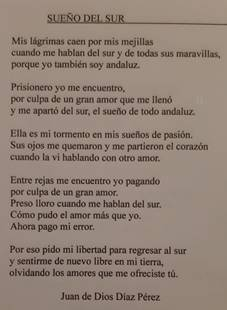 SUEÑO DEL SUR
Mis lágrimas caen por mis mejillas
cuando me hablan del sur y de todas sus maravillas,
porque yo también soy andaluz.
Prisionero yo me encuentro,
por culpa de un gran amor que me llenó
y me apartó del sur, el sueño de todo andaluz.
Ella es mi tormento en mis sueños de pasión.
Sus ojos me quemaron y me partieron el corazón
cuando la vi hablando con otro amor.
Entre rejas me encuentro yo pagando
por culpa de un gran amor.
Preso lloro cuando me hablan del sur.
Cómo pudo el amor más que yo.
Ahora pago mi error.
Por eso pido mi libertad para regresar al sur
y sentirme de nuevo libre en mi tierra,
olvidando los amores que me ofreciste tú.
Juan de Dios Díaz Pérez